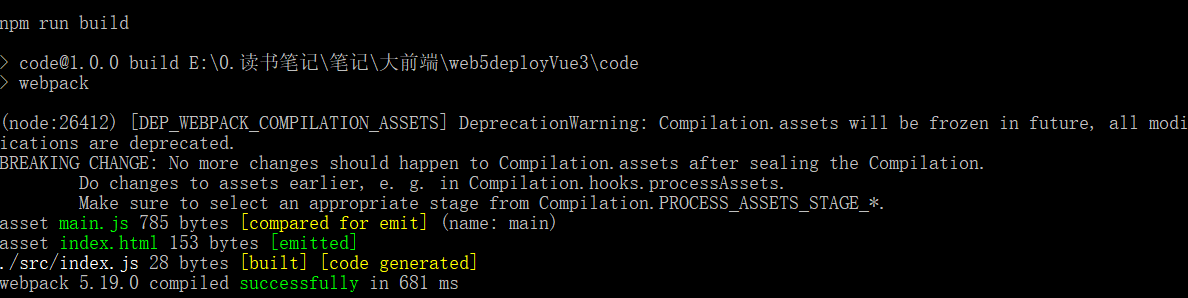 npm run build
> code@1.0.0 build E:\0.读书笔记\笔记\大前端\web5deployVue3\code
> webpack
(node:26412) [DEP_WEBPACK_COMPILATION_ASSETS] DeprecationWarning: Compilation.assets will be frozen in future, all modi
ications are deprecated.
BREAKING CHANGE: No more changes should happen to Compilation.assets after sealing the Compilation.
Do changes to assets earlier, e. g. in Compilation.hooks.processAssets.
Make sure to select an appropriate stage from Compilation.PROCESS_ASSETS_STAGE_*.
asset main.js 785 bytes [compared for emit] (name: main)
asset index.html 153 bytes [emitted]
./src/index.js 28 bytes [built] [code generated]
webpack 5.19.0 compiled successfully in 681 ms